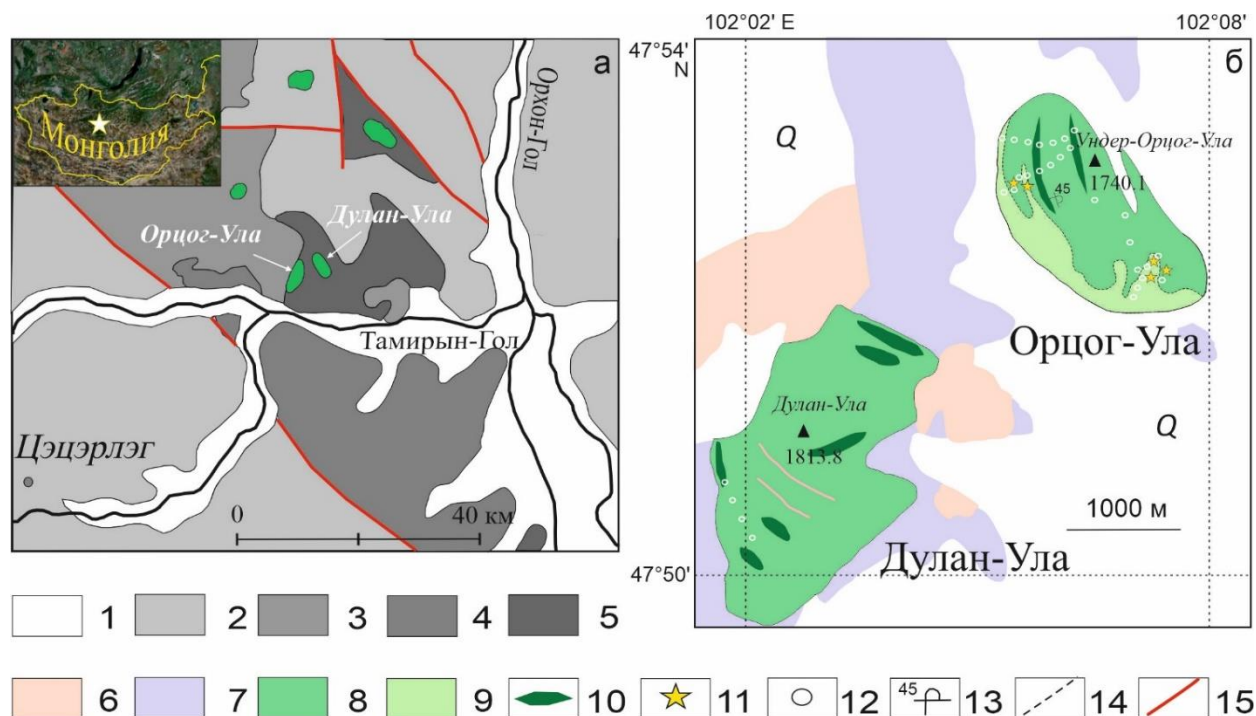 а
Монголия
Орхон-Гол
Орцог-Ула
Дулан-Ула
Тамирын-Гол
Цэцэрлэг
0 40 км
102°02' E 102°08'
47°54'
N
б
Q
Ундер-Орцог-Ула
1740.1
45
Орцог-Ула
Дулан-Ула
1813.8
Q
1000 м
Дулан-Ула
47°50'
1 2 3 4 5
6 7 8 9 10 11 12 45 13 14 15